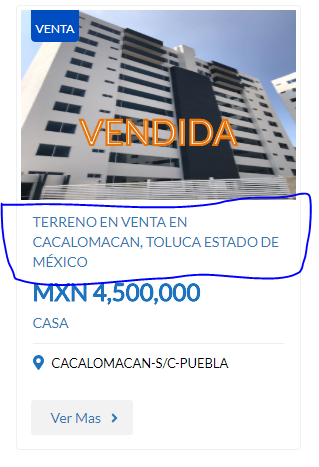 VENTA
VENDIDA
TERRENO EN VENTA EN
CACALOMACAN, TOLUCA ESTADO DE
MÉXICO
MXN 4,500,000
CASA
CACALOMACAN-S/C-PUEBLA
Ver Mas